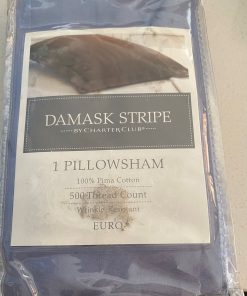 DAMASK STRIPE
BY CHARTER CLUB®
1 PILLOWSHAM
100% Pima Cotton
500 Thread Count
Wrinkle Resistant
EURO